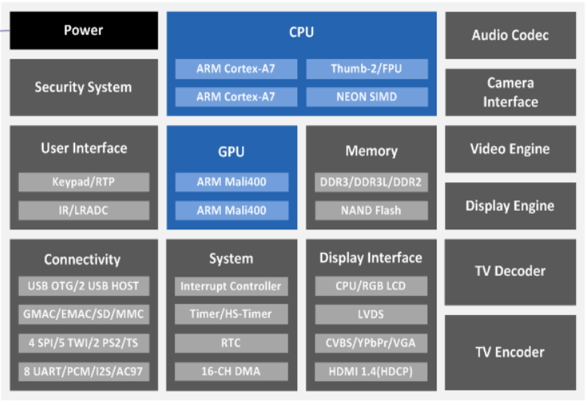 Power
CPU
ARM Cortex-A7
Thumb-2/FPU
ARM Cortex-A7
NEON SIMD
Audio Codec
Security System
Camera
Interface
User Interface
Keypad/RTP
IR/LRADC
GPU
ARM Mali400
ARM Mali400
Memory
DDR3/DDR3L/DDR2
NAND Flash
Video Engine
Display Engine
Connectivity
USB OTG/2 USB HOST
GMAC/EMAC/SD/MMC
4 SPI/5 TWI/2 PS2/TS
8 UART/PCM/I2S/AC97
System
Interrupt Controller
Timer/HS-Timer
RTC
16-CH DMA
Display Interface
CPU/RGB LCD
LVDS
CVBS/YPbPr/VGA
HDMI 1.4(HDCP)
TV Decoder
TV Encoder